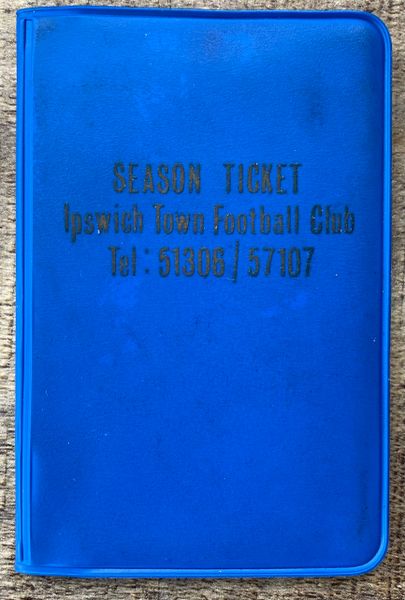 SEASON TICKET
Ipswich Town Football Club
Tel: 51306/57107